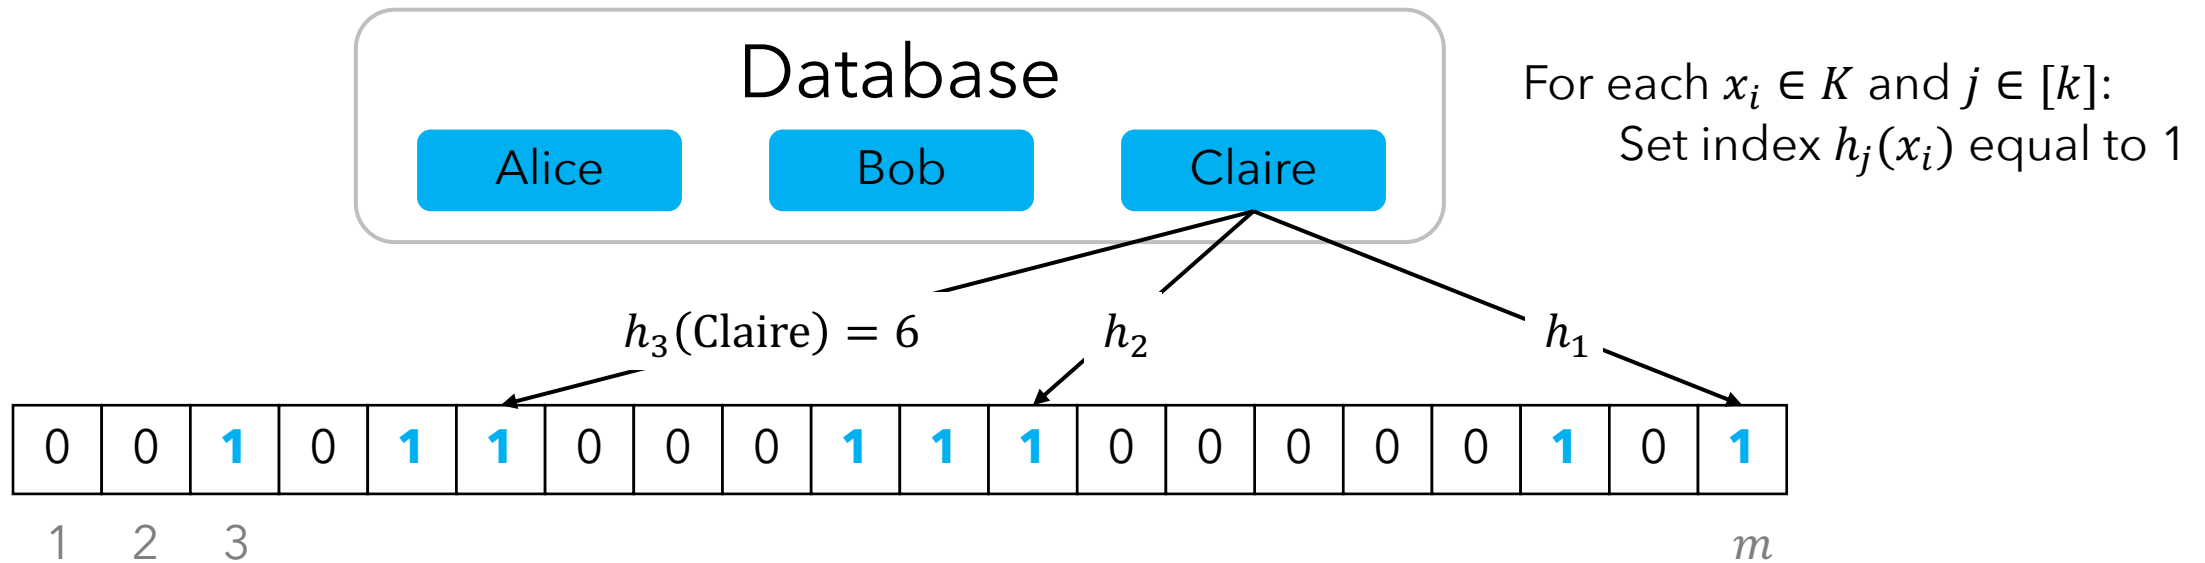 Database
For each 𝑥ᵢ ∈ 𝐾 and 𝑗 ∈ [𝑘]:
Set index ℎⱼ(𝑥ᵢ) equal to 1
Alice Bob Claire
ℎ₃(Claire) = 6 ℎ₂ ℎ₁
0 0 1 0 1 1 0 0 0 1 1 1 0 0 0 0 0 1 0 1
1 2 3 𝑚